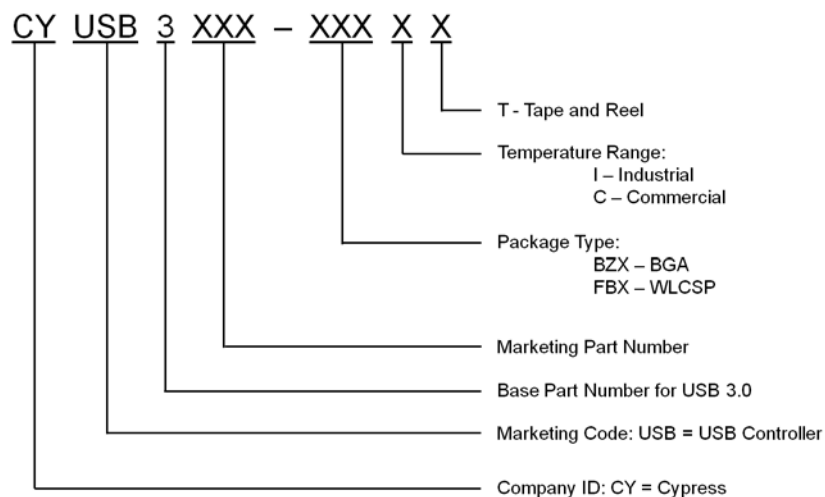 CY USB 3 XXX – XXX X X
T - Tape and Reel
Temperature Range:
I – Industrial
C – Commercial
Package Type:
BZX – BGA
FBX – WLCSP
Marketing Part Number
Base Part Number for USB 3.0
Marketing Code: USB = USB Controller
Company ID: CY = Cypress